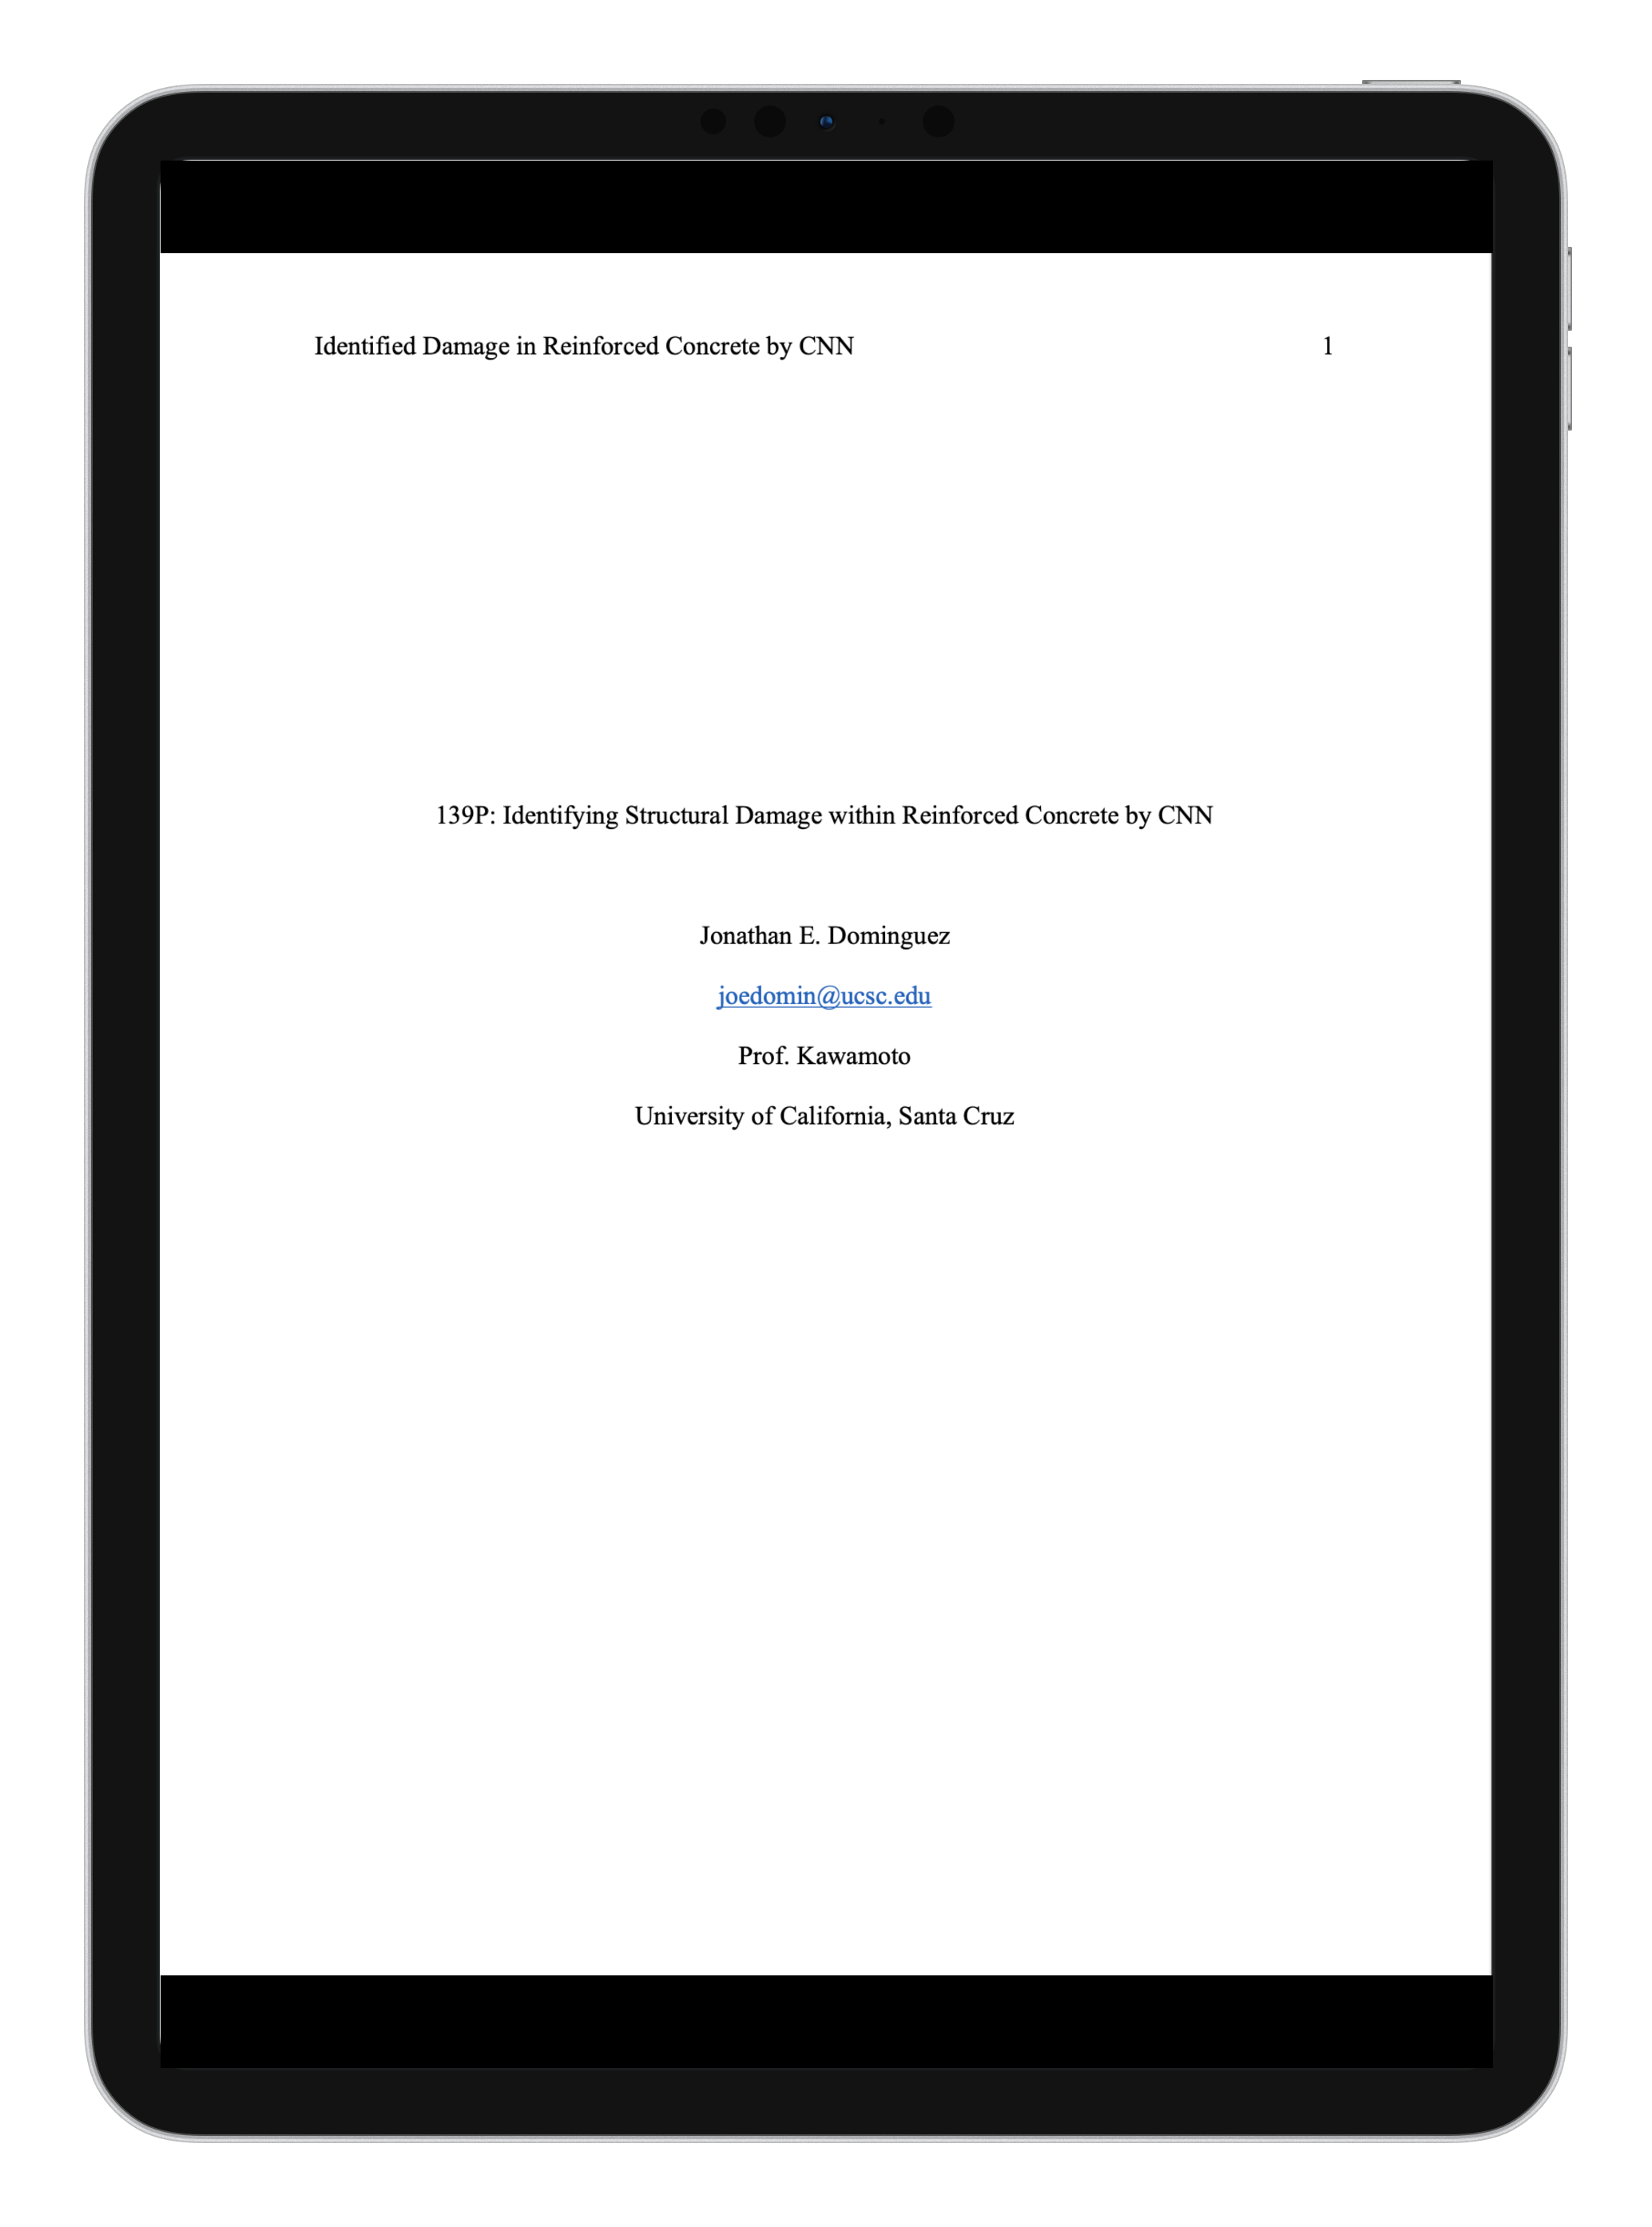 Identified Damage in Reinforced Concrete by CNN 1
139P: Identifying Structural Damage within Reinforced Concrete by CNN
Jonathan E. Dominguez
joedomin@ucsc.edu
Prof. Kawamoto
University of California, Santa Cruz